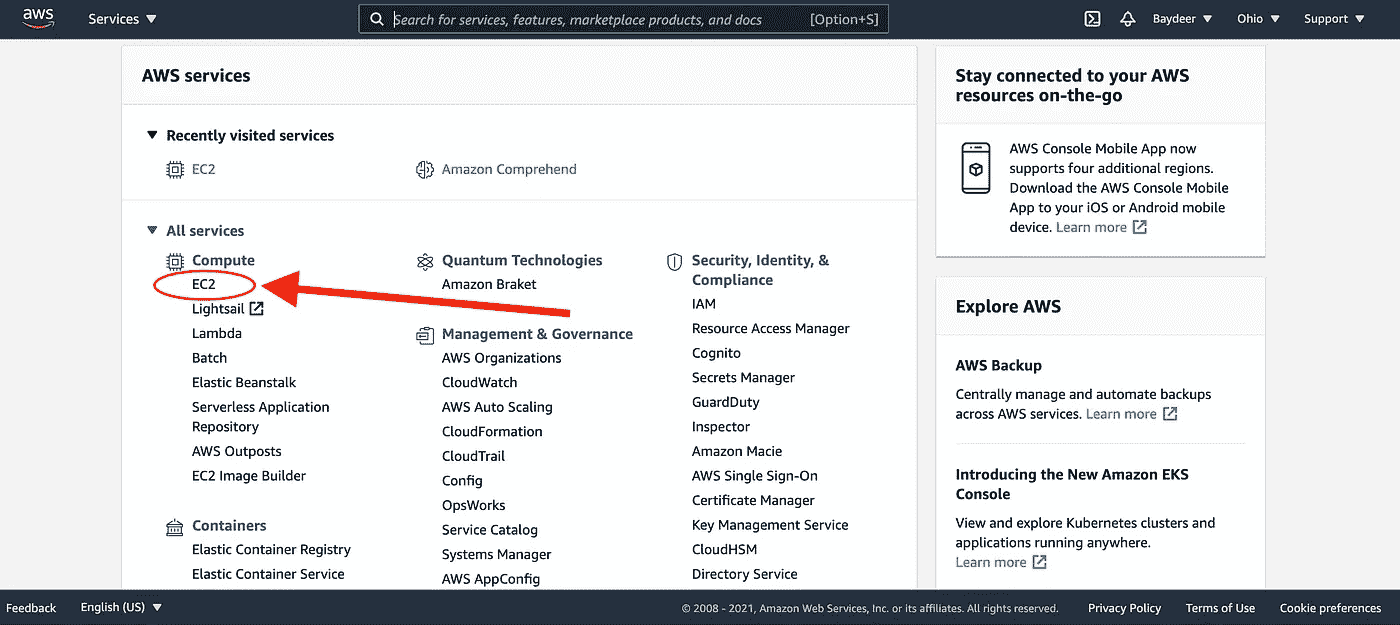 aws
Services
Search for services, features, marketplace products, and docs
[Option+S]
Baydeer
Ohio
Support
AWS services
Recently visited services
EC2
Amazon Comprehend
All services
Compute
EC2
Lightsail
Lambda
Batch
Elastic Beanstalk
Serverless Application
Repository
AWS Outposts
EC2 Image Builder
Containers
Elastic Container Registry
Elastic Container Service
Quantum Technologies
Amazon Braket
Management & Governance
AWS Organizations
CloudWatch
AWS Auto Scaling
CloudFormation
CloudTrail
Config
OpsWorks
Service Catalog
Systems Manager
AWS AppConfig
Security, Identity, &
Compliance
IAM
Resource Access Manager
Cognito
Secrets Manager
GuardDuty
Inspector
Amazon Macie
AWS Single Sign-On
Certificate Manager
Key Management Service
CloudHSM
Directory Service
Stay connected to your AWS
resources on-the-go
AWS Console Mobile App now
supports four additional regions.
Download the AWS Console Mobile
App to your iOS or Android mobile
device. Learn more
Explore AWS
AWS Backup
Centrally manage and automate backups
across AWS services. Learn more
Introducing the New Amazon EKS
Console
View and explore Kubernetes clusters and
applications running anywhere.
Learn more
Feedback
English (US)
© 2008 - 2021, Amazon Web Services, Inc. or its affiliates. All rights reserved.
Privacy Policy
Terms of Use
Cookie preferences